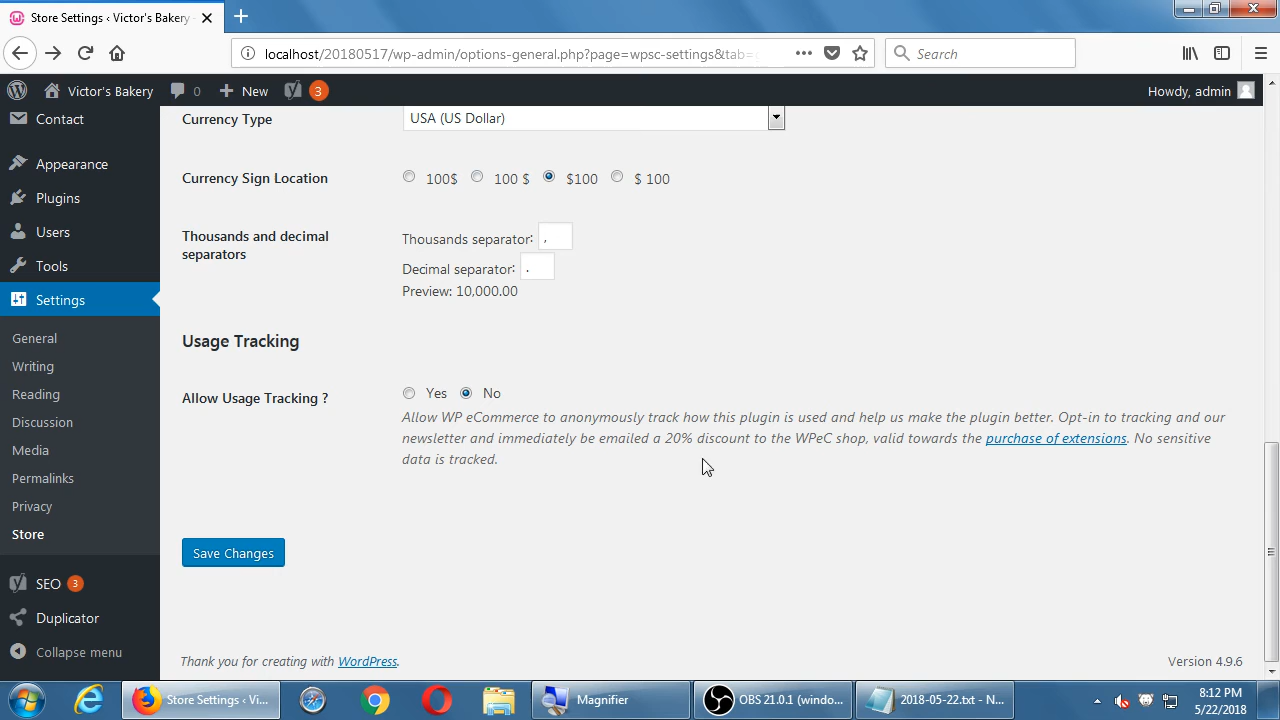 Store Settings ‹ Victor's Bakery
localhost/20180517/wp-admin/options-general.php?page=wpsc-settings&tab=
Search
Victor's Bakery
0
New
3
Howdy, admin
Contact
Appearance
Plugins
Users
Tools
Settings
General
Writing
Reading
Discussion
Media
Permalinks
Privacy
Store
SEO 3
Duplicator
Collapse menu
Currency Type
USA (US Dollar)
Currency Sign Location
100$ 100 $ $100 $ 100
Thousands and decimal
separators
Thousands separator: ,
Decimal separator: .
Preview: 10,000.00
Usage Tracking
Allow Usage Tracking ?
Yes No
Allow WP eCommerce to anonymously track how this plugin is used and help us make the plugin better. Opt-in to tracking and our
newsletter and immediately be emailed a 20% discount to the WPeC shop, valid towards the purchase of extensions. No sensitive
data is tracked.
Save Changes
Thank you for creating with WordPress.
Version 4.9.6
Store Settings ‹ Vi...
Magnifier
OBS 21.0.1 (windo...
2018-05-22.txt - N...
8:12 PM
5/22/2018